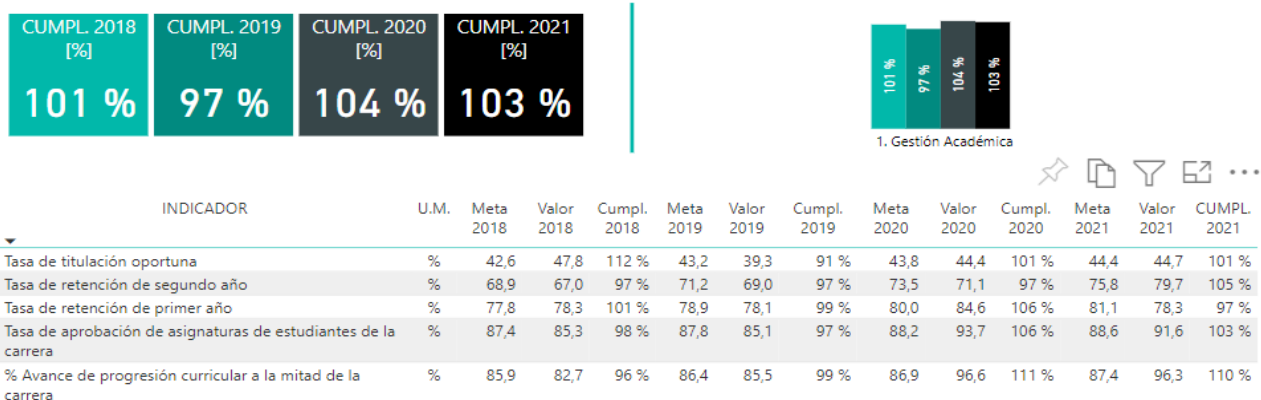 CUMPL. 2018 [%] CUMPL. 2019 [%] CUMPL. 2020 [%] CUMPL. 2021 [%]
101 % 97 % 104 % 103 %
101 % 97 % 104 % 103 %
1. Gestión Académica
INDICADOR U.M. Meta 2018 Valor 2018 Cumpl. 2018 Meta 2019 Valor 2019 Cumpl. 2019 Meta 2020 Valor 2020 Cumpl. 2020 Meta 2021 Valor 2021 CUMPL. 2021
Tasa de titulación oportuna % 42,6 47,8 112 % 43,2 39,3 91 % 43,8 44,4 101 % 44,4 44,7 101 %
Tasa de retención de segundo año % 68,9 67,0 97 % 71,2 69,0 97 % 73,5 71,1 97 % 75,8 79,7 105 %
Tasa de retención de primer año % 77,8 78,3 101 % 78,9 78,1 99 % 80,0 84,6 106 % 81,1 78,3 97 %
Tasa de aprobación de asignaturas de estudiantes de la % 87,4 85,3 98 % 87,8 85,1 97 % 88,2 93,7 106 % 88,6 91,6 103 %
carrera
% Avance de progresión curricular a la mitad de la % 85,9 82,7 96 % 86,4 85,5 99 % 86,9 96,6 111 % 87,4 96,3 110 %
carrera